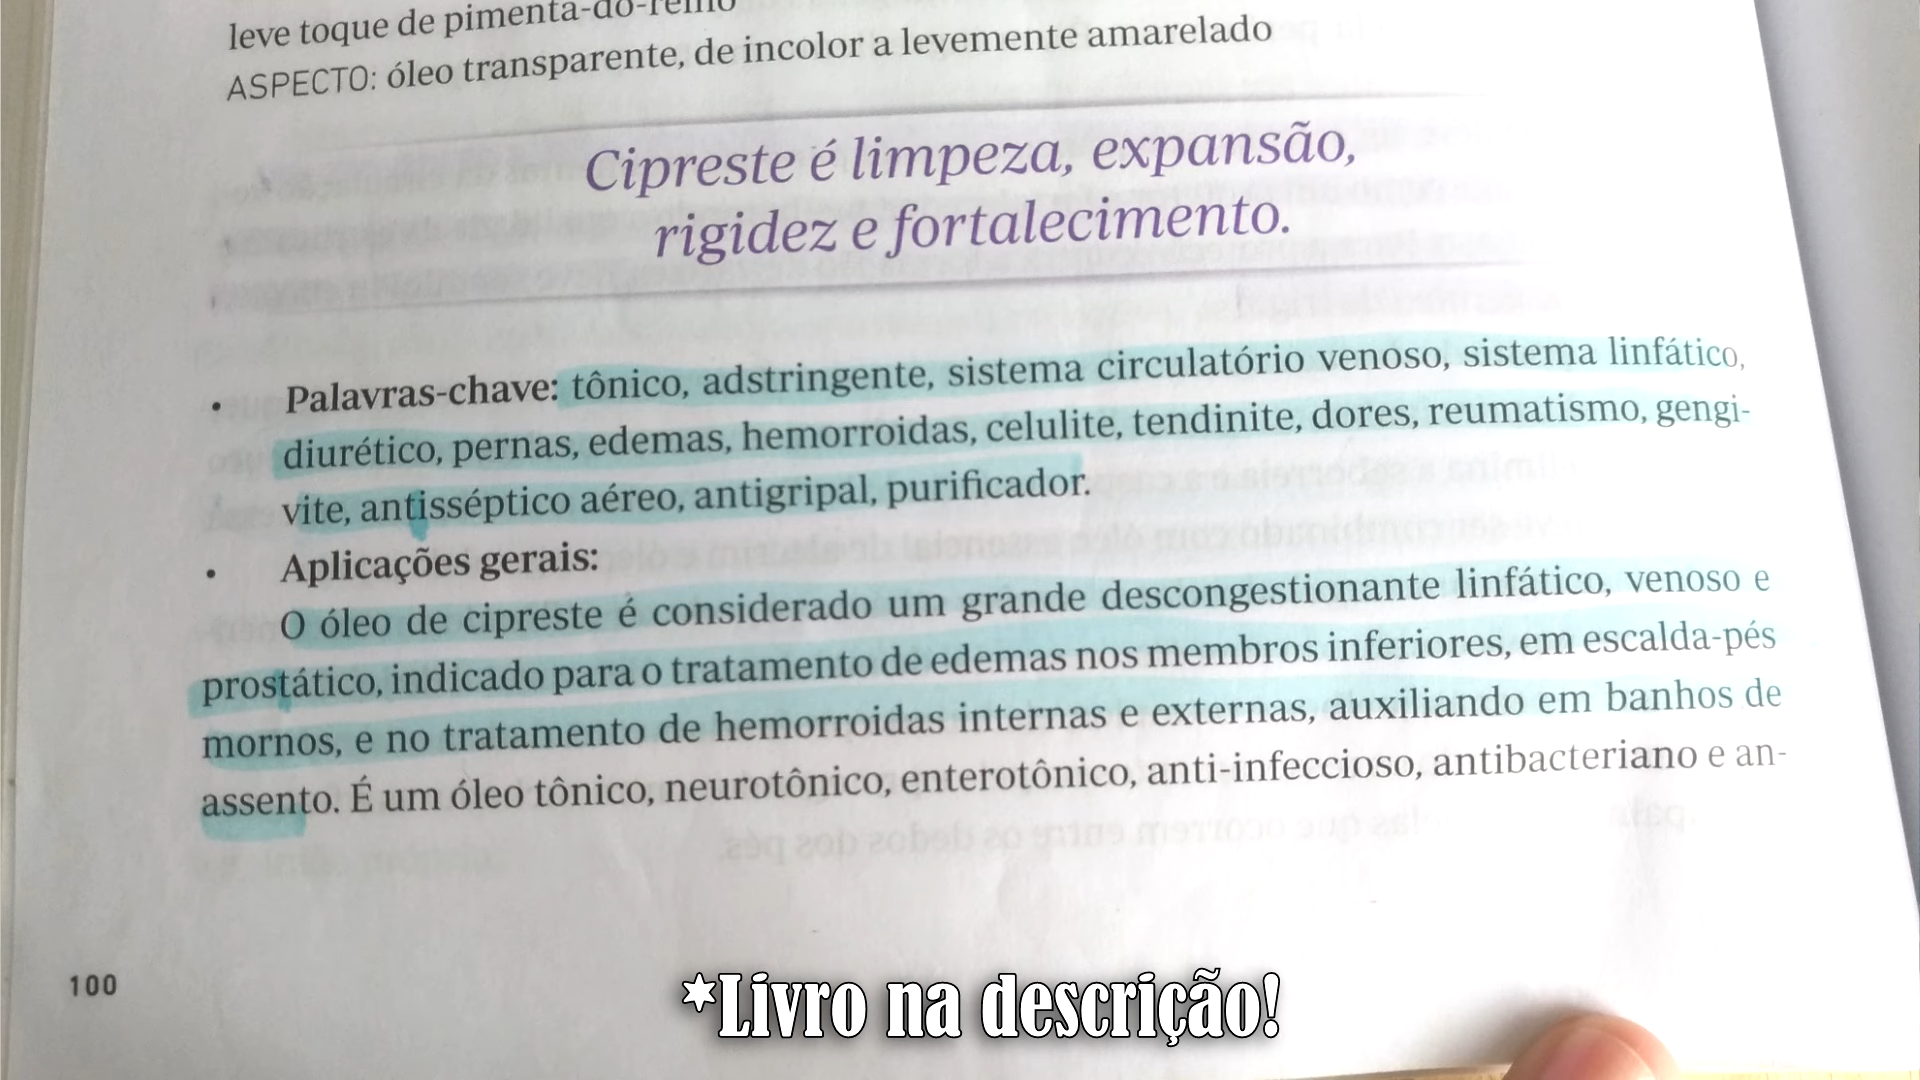 leve toque de pimenta-do-reino
ASPECTO: óleo transparente, de incolor a levemente amarelado
Cipreste é limpeza, expansão,
rigidez e fortalecimento.
• Palavras-chave: tônico, adstringente, sistema circulatório venoso, sistema linfático,
diurético, pernas, edemas, hemorroidas, celulite, tendinite, dores, reumatismo, gengi-
vite, antisséptico aéreo, antigripal, purificador.
• Aplicações gerais:
O óleo de cipreste é considerado um grande descongestionante linfático, venoso e
prostático, indicado para o tratamento de edemas nos membros inferiores, em escalda-pés
mornos, e no tratamento de hemorroidas internas e externas, auxiliando em banhos de
assento. É um óleo tônico, neurotônico, enterotônico, anti-infeccioso, antibacteriano e an-
100
*Livro na descrição!